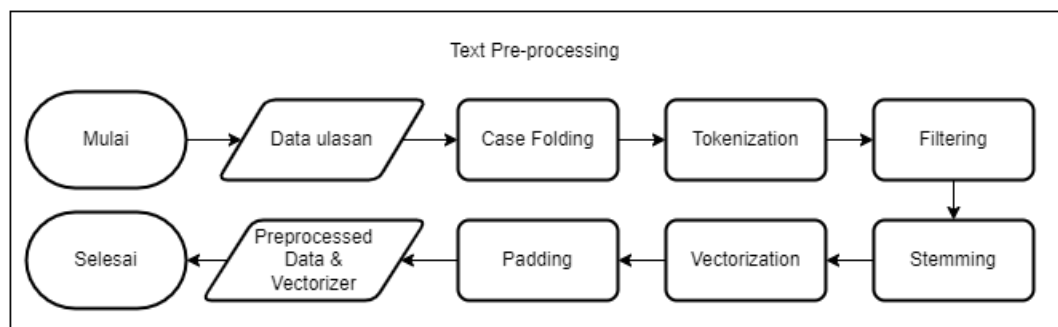 Text Pre-processing
Mulai
Data ulasan
Case Folding
Tokenization
Filtering
Stemming
Vectorization
Padding
Preprocessed
Data &
Vectorizer
Selesai